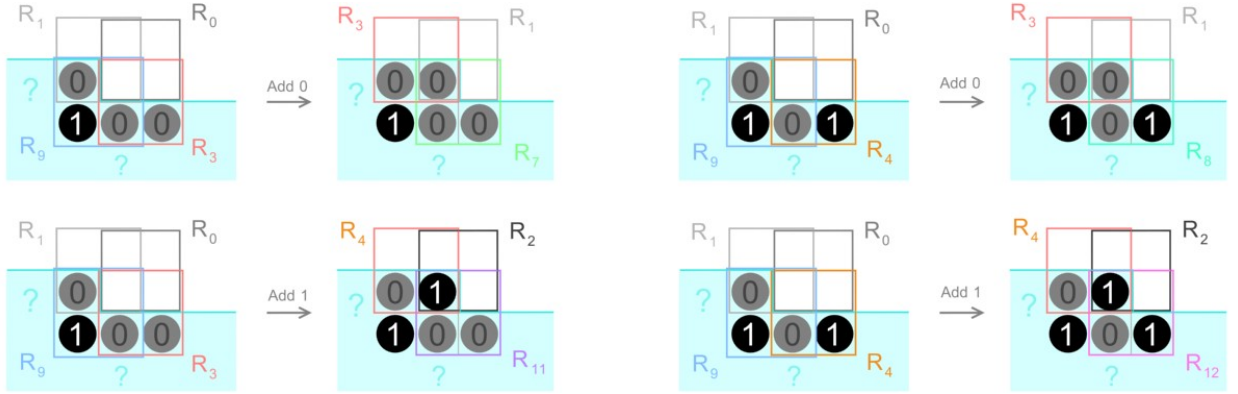 R₁ R₀ R₃ R₁ R₁ R₀ R₃ R₁
? 0 Add 0 ? 0 0 ? 0 Add 0 ? 0 0
1 0 0 1 0 0 1 0 1 1 0 1
R₉ ? R₃ ? R₇ R₉ ? R₄ ? R₈
R₁ R₀ R₄ R₂ R₁ R₀ R₄ R₂
? 0 Add 1 ? 0 1 ? 0 Add 1 ? 0 1
1 0 0 1 0 0 1 0 1 1 0 1
R₉ ? R₃ ? R₁₁ R₉ ? R₄ ? R₁₂